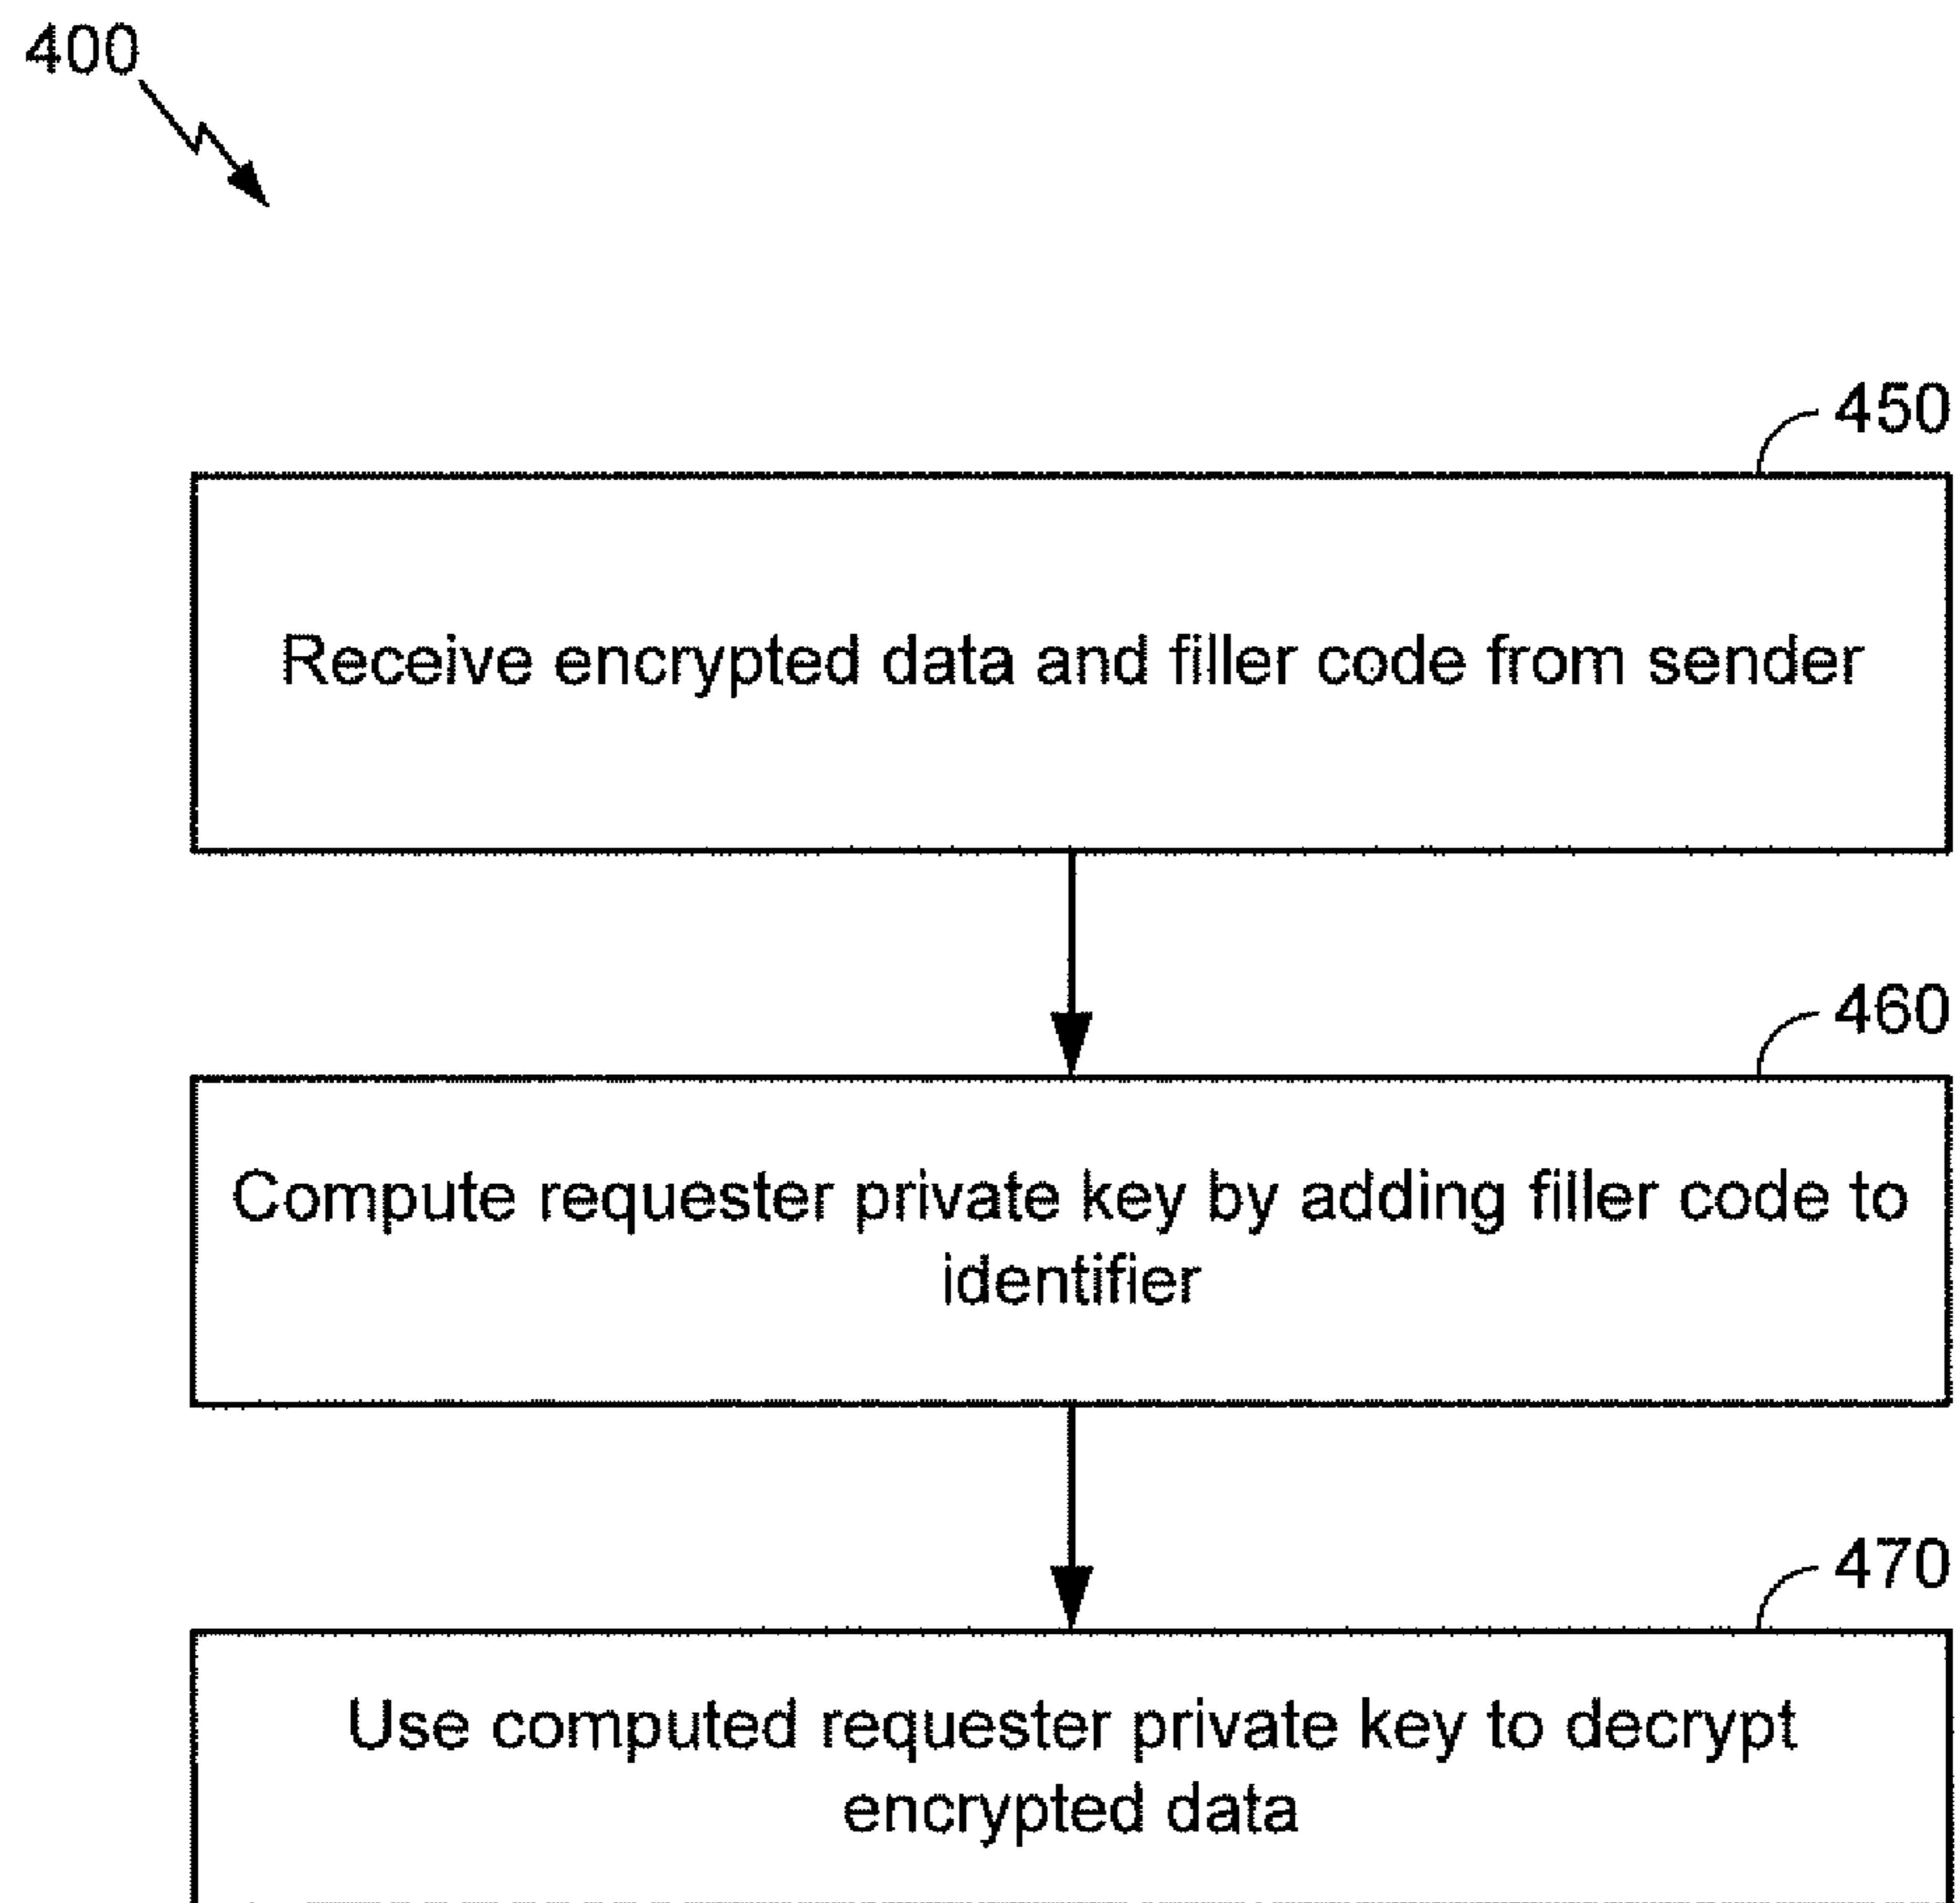 400
450
Receive encrypted data and filler code from sender
460
Compute requester private key by adding filler code to
identifier
470
Use computed requester private key to decrypt
encrypted data